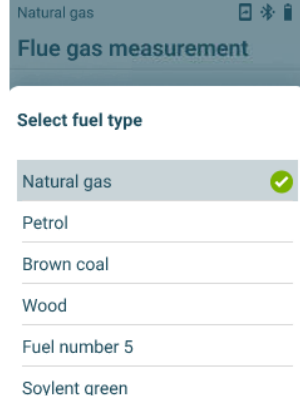 Natural gas
Flue gas measurement
Select fuel type
Natural gas
Petrol
Brown coal
Wood
Fuel number 5
Soylent green